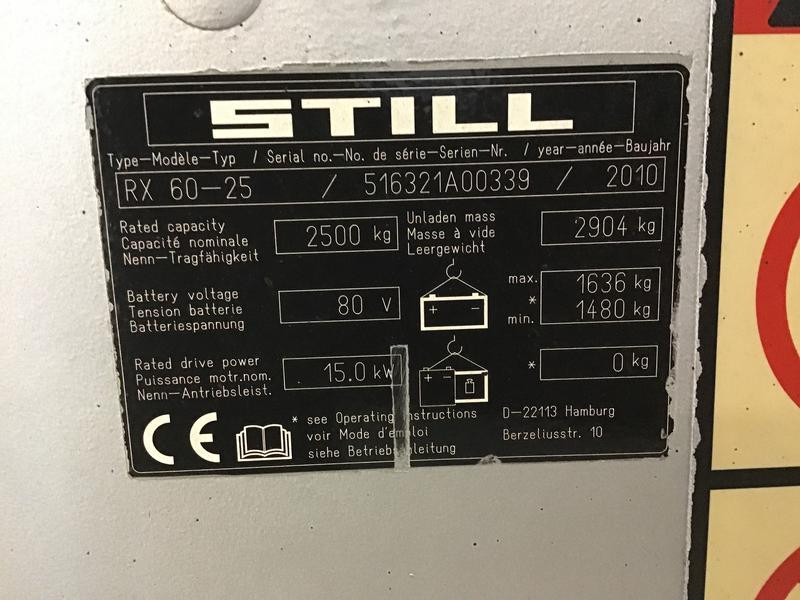 STILL
Type–Modèle–Typ / Serial no.–No. de série–Serien–Nr. / year–année–Baujahr
RX 60–25 / 516321A00339 / 2010
Rated capacity
Capacité nominale
Nenn–Tragfähigkeit
2500 kg
Unladen mass
Masse à vide
Leergewicht
2904 kg
Battery voltage
Tension batterie
Batteriespannung
80 V
+ –
max. 1636 kg
*
min. 1480 kg
Rated drive power
Puissance motr.nom.
Nenn–Antriebsleist.
15.0 kW
+ –
* 0 kg
CE
* see Operating Instructions
voir Mode d'emploi
siehe Betriebsanleitung
D–22113 Hamburg
Berzeliusstr. 10